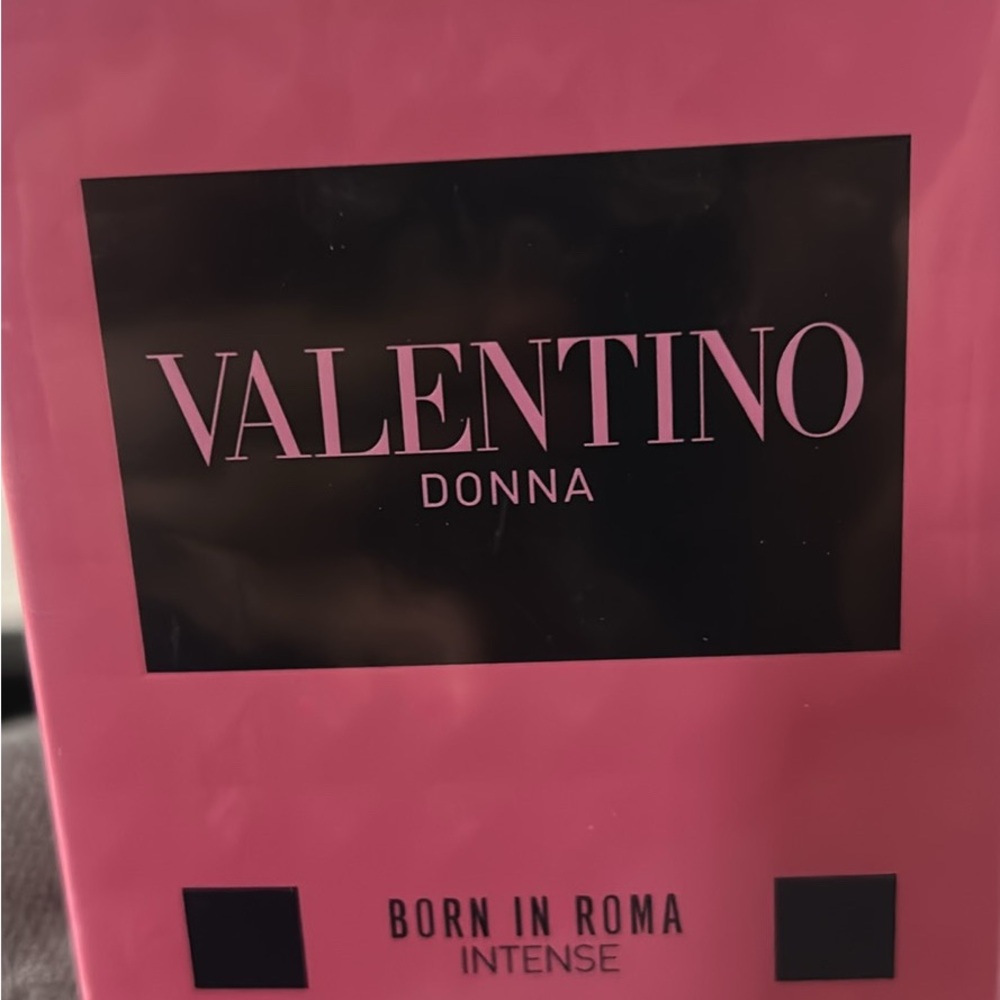 VALENTINO
DONNA
BORN IN ROMA
INTENSE